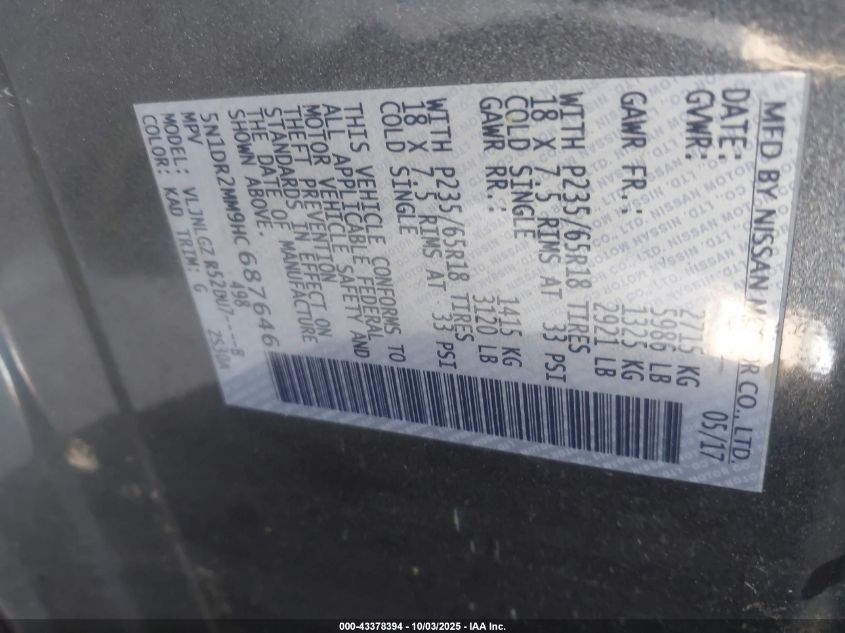 MFD BY NISSAN MOTOR CO., LTD.
DATE: 05/17
GVWR: 2715 KG
5986 LB
GAWR FR.: 1325 KG
2921 LB
WITH P235/65R18 TIRES
18 X 7.5 RIMS AT 33 PSI
COLD SINGLE
GAWR RR.: 1415 KG
3120 LB
WITH P235/65R18 TIRES
18 X 7.5 RIMS AT 33 PSI
COLD SINGLE
THIS VEHICLE CONFORMS TO
ALL APPLICABLE FEDERAL
MOTOR VEHICLE SAFETY AND
THEFT PREVENTION
STANDARDS IN EFFECT ON
THE DATE OF MANUFACTURE
SHOWN ABOVE.
5N1DR2MM9HC687646
MPV 498
MODEL: VLJNLGZ
COLOR: KAD TRIM: G
000-43378394 - 10/03/2025 - IAA Inc.